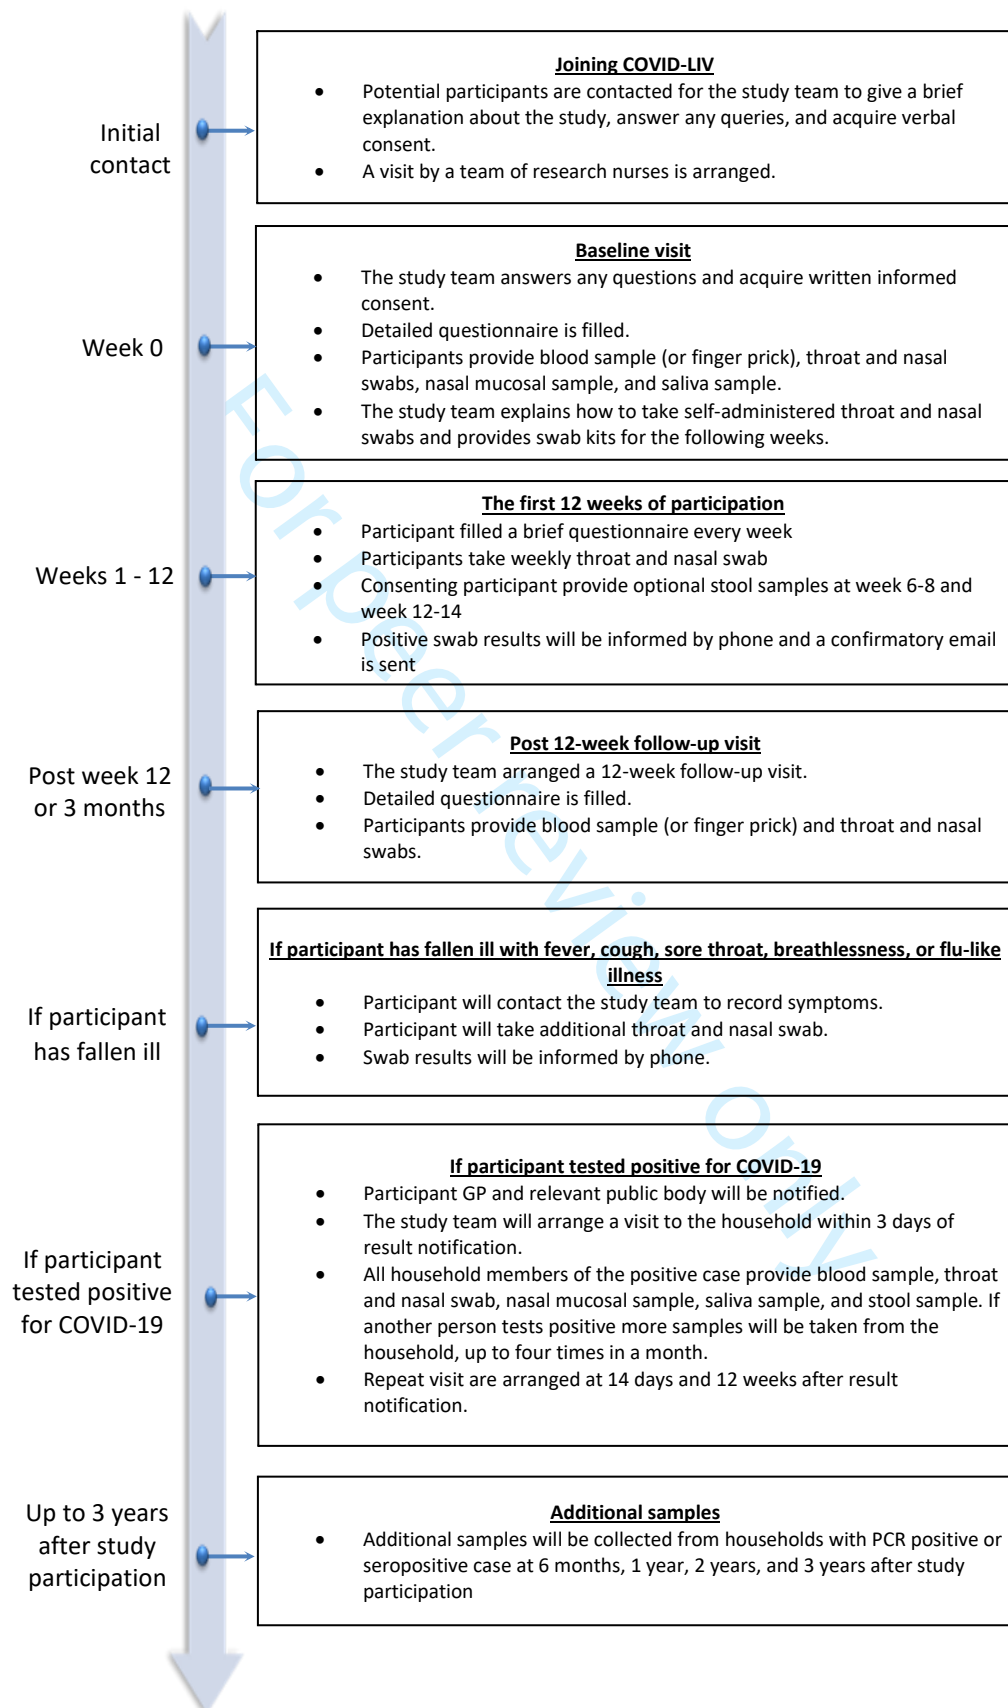 Joining COVID-LIV
• Potential participants are contacted for the study team to give a brief
explanation about the study, answer any queries, and acquire verbal
consent.
• A visit by a team of research nurses is arranged.
Initial
contact
Baseline visit
• The study team answers any questions and acquire written informed
consent.
• Detailed questionnaire is filled.
• Participants provide blood sample (or finger prick), throat and nasal
swabs, nasal mucosal sample, and saliva sample.
• The study team explains how to take self-administered throat and nasal
swabs and provides swab kits for the following weeks.
Week 0
The first 12 weeks of participation
• Participant filled a brief questionnaire every week
• Participants take weekly throat and nasal swab
• Consenting participant provide optional stool samples at week 6-8 and
week 12-14
• Positive swab results will be informed by phone and a confirmatory email
is sent
Weeks 1 - 12
Post 12-week follow-up visit
• The study team arranged a 12-week follow-up visit.
• Detailed questionnaire is filled.
• Participants provide blood sample (or finger prick) and throat and nasal
swabs.
Post week 12
or 3 months
If participant has fallen ill with fever, cough, sore throat, breathlessness, or flu-like
illness
• Participant will contact the study team to record symptoms.
• Participant will take additional throat and nasal swab.
• Swab results will be informed by phone.
If participant
has fallen ill
If participant tested positive for COVID-19
• Participant GP and relevant public body will be notified.
• The study team will arrange a visit to the household within 3 days of
result notification.
• All household members of the positive case provide blood sample, throat
and nasal swab, nasal mucosal sample, saliva sample, and stool sample. If
another person tests positive more samples will be taken from the
household, up to four times in a month.
• Repeat visit are arranged at 14 days and 12 weeks after result
notification.
If participant
tested positive
for COVID-19
Additional samples
• Additional samples will be collected from households with PCR positive or
seropositive case at 6 months, 1 year, 2 years, and 3 years after study
participation
Up to 3 years
after study
participation
For peer review only